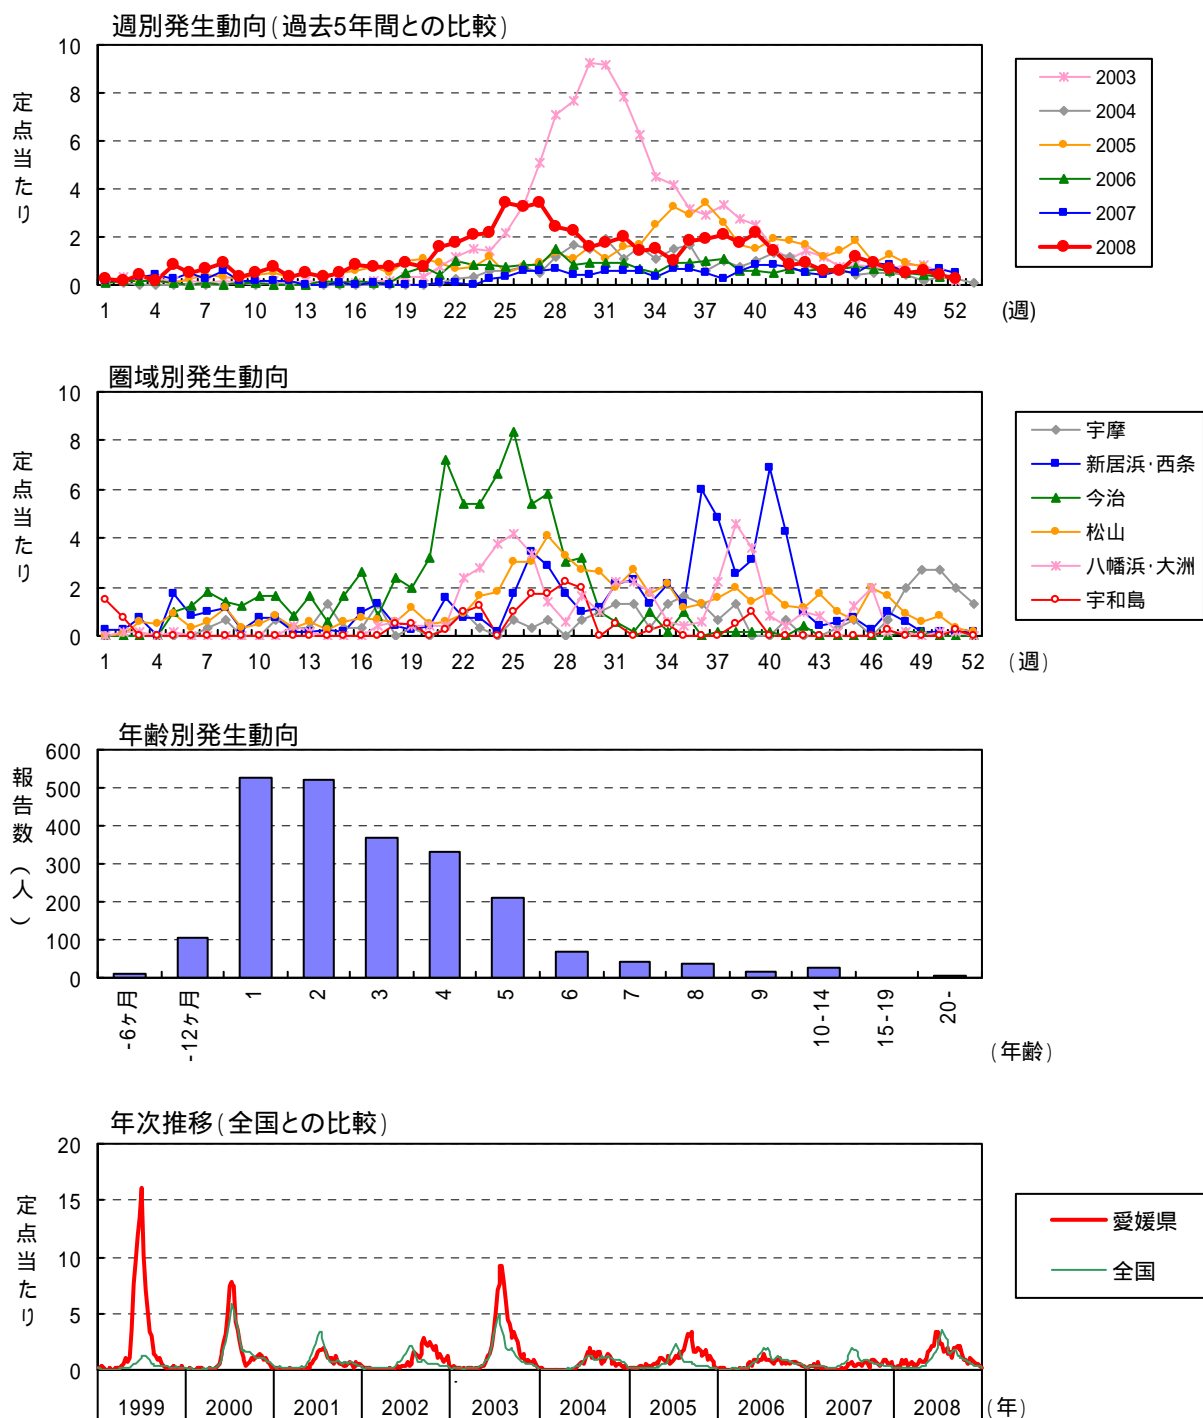 週別発生動向(過去5年間との比較)
定点当たり
10
8
6
4
2
0
1 4 7 10 13 16 19 22 25 28 31 34 37 40 43 46 49 52 (週)
2003
2004
2005
2006
2007
2008
圏域別発生動向
定点当たり
10
8
6
4
2
0
1 4 7 10 13 16 19 22 25 28 31 34 37 40 43 46 49 52 (週)
宇摩
新居浜・西条
今治
松山
八幡浜・大洲
宇和島
年齢別発生動向
報告数(人)
600
500
400
300
200
100
0
-6ヶ月 -12ヶ月 1 2 3 4 5 6 7 8 9 10-14 15-19 20-
(年齢)
年次推移(全国との比較)
定点当たり
20
15
10
5
0
1999 2000 2001 2002 2003 2004 2005 2006 2007 2008 (年)
愛媛県
全国